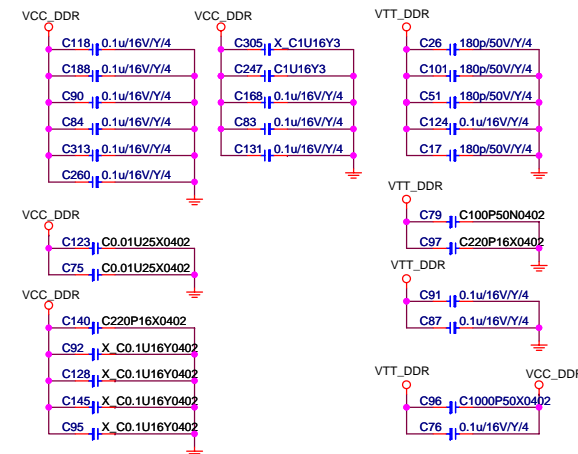 VCC_DDR
C118 0.1u/16V/Y/4
C188 0.1u/16V/Y/4
C90 0.1u/16V/Y/4
C84 0.1u/16V/Y/4
C313 0.1u/16V/Y/4
C260 0.1u/16V/Y/4
VCC_DDR
C305 X_C1U16Y3
C247 C1U16Y3
C168 0.1u/16V/Y/4
C83 0.1u/16V/Y/4
C131 0.1u/16V/Y/4
VTT_DDR
C26 180p/50V/Y/4
C101 180p/50V/Y/4
C51 180p/50V/Y/4
C124 0.1u/16V/Y/4
C17 180p/50V/Y/4
VCC_DDR
C123 C0.01U25X0402
C75 C0.01U25X0402
VTT_DDR
C79 C100P50N0402
C97 C220P16X0402
VCC_DDR
C140 C220P16X0402
C92 X_C0.1U16Y0402
C128 X_C0.1U16Y0402
C145 X_C0.1U16Y0402
C95 X_C0.1U16Y0402
VTT_DDR
C91 0.1u/16V/Y/4
C87 0.1u/16V/Y/4
VTT_DDR
VCC_DDR
C96 C1000P50X0402
C76 0.1u/16V/Y/4